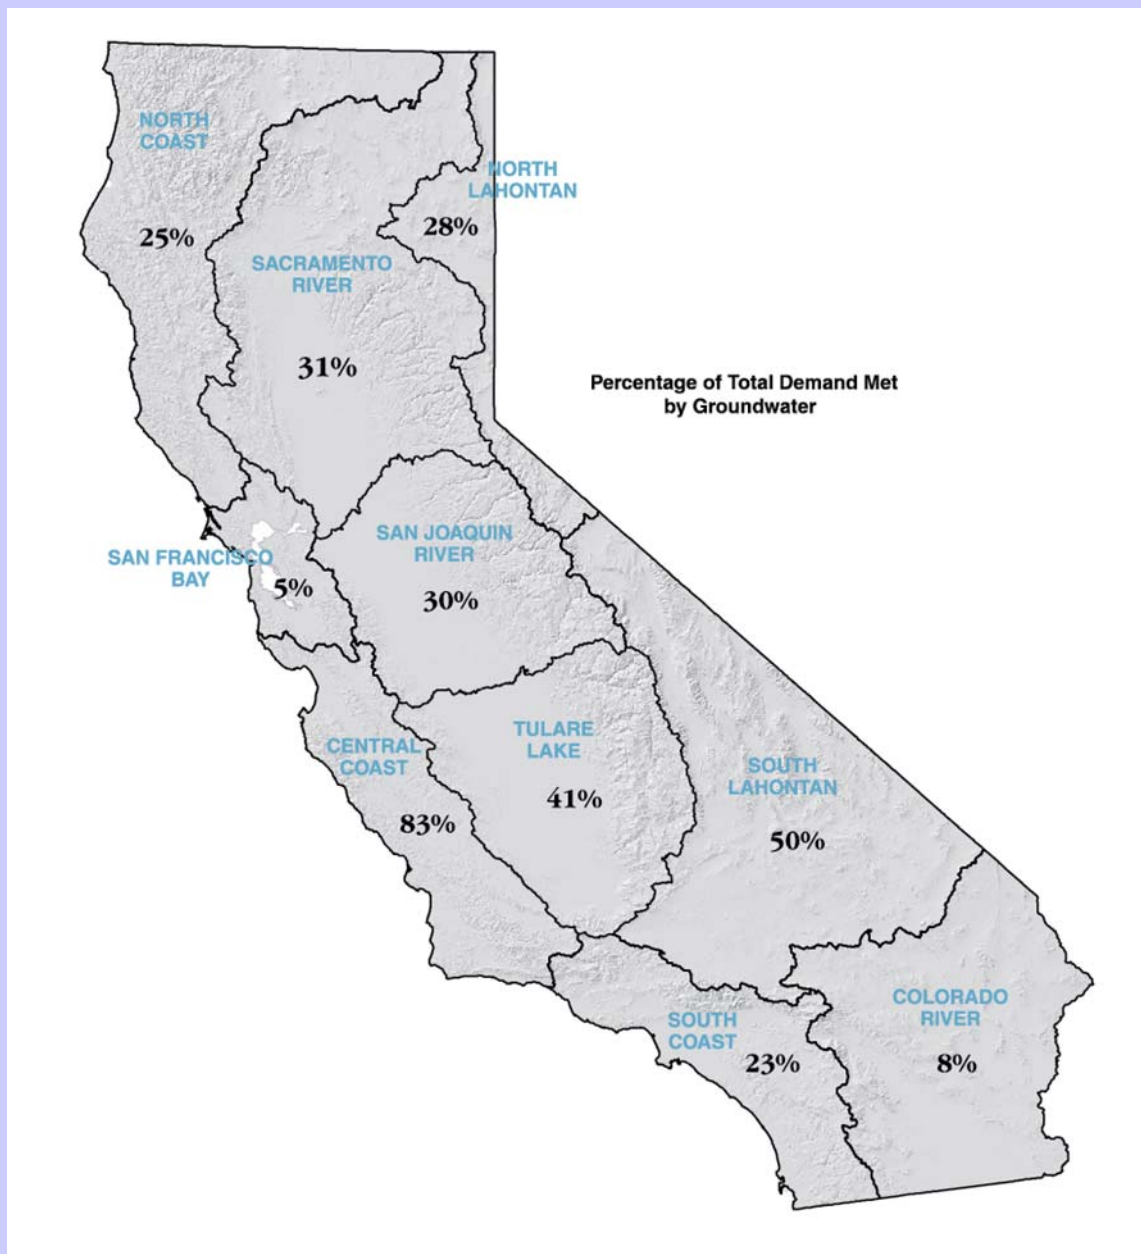 NORTH
COAST
25%
NORTH
LAHONTAN
28%
SACRAMENTO
RIVER
31%
Percentage of Total Demand Met
by Groundwater
SAN FRANCISCO
BAY
5%
SAN JOAQUIN
RIVER
30%
CENTRAL
COAST
83%
TULARE
LAKE
41%
SOUTH
LAHONTAN
50%
SOUTH
COAST
23%
COLORADO
RIVER
8%